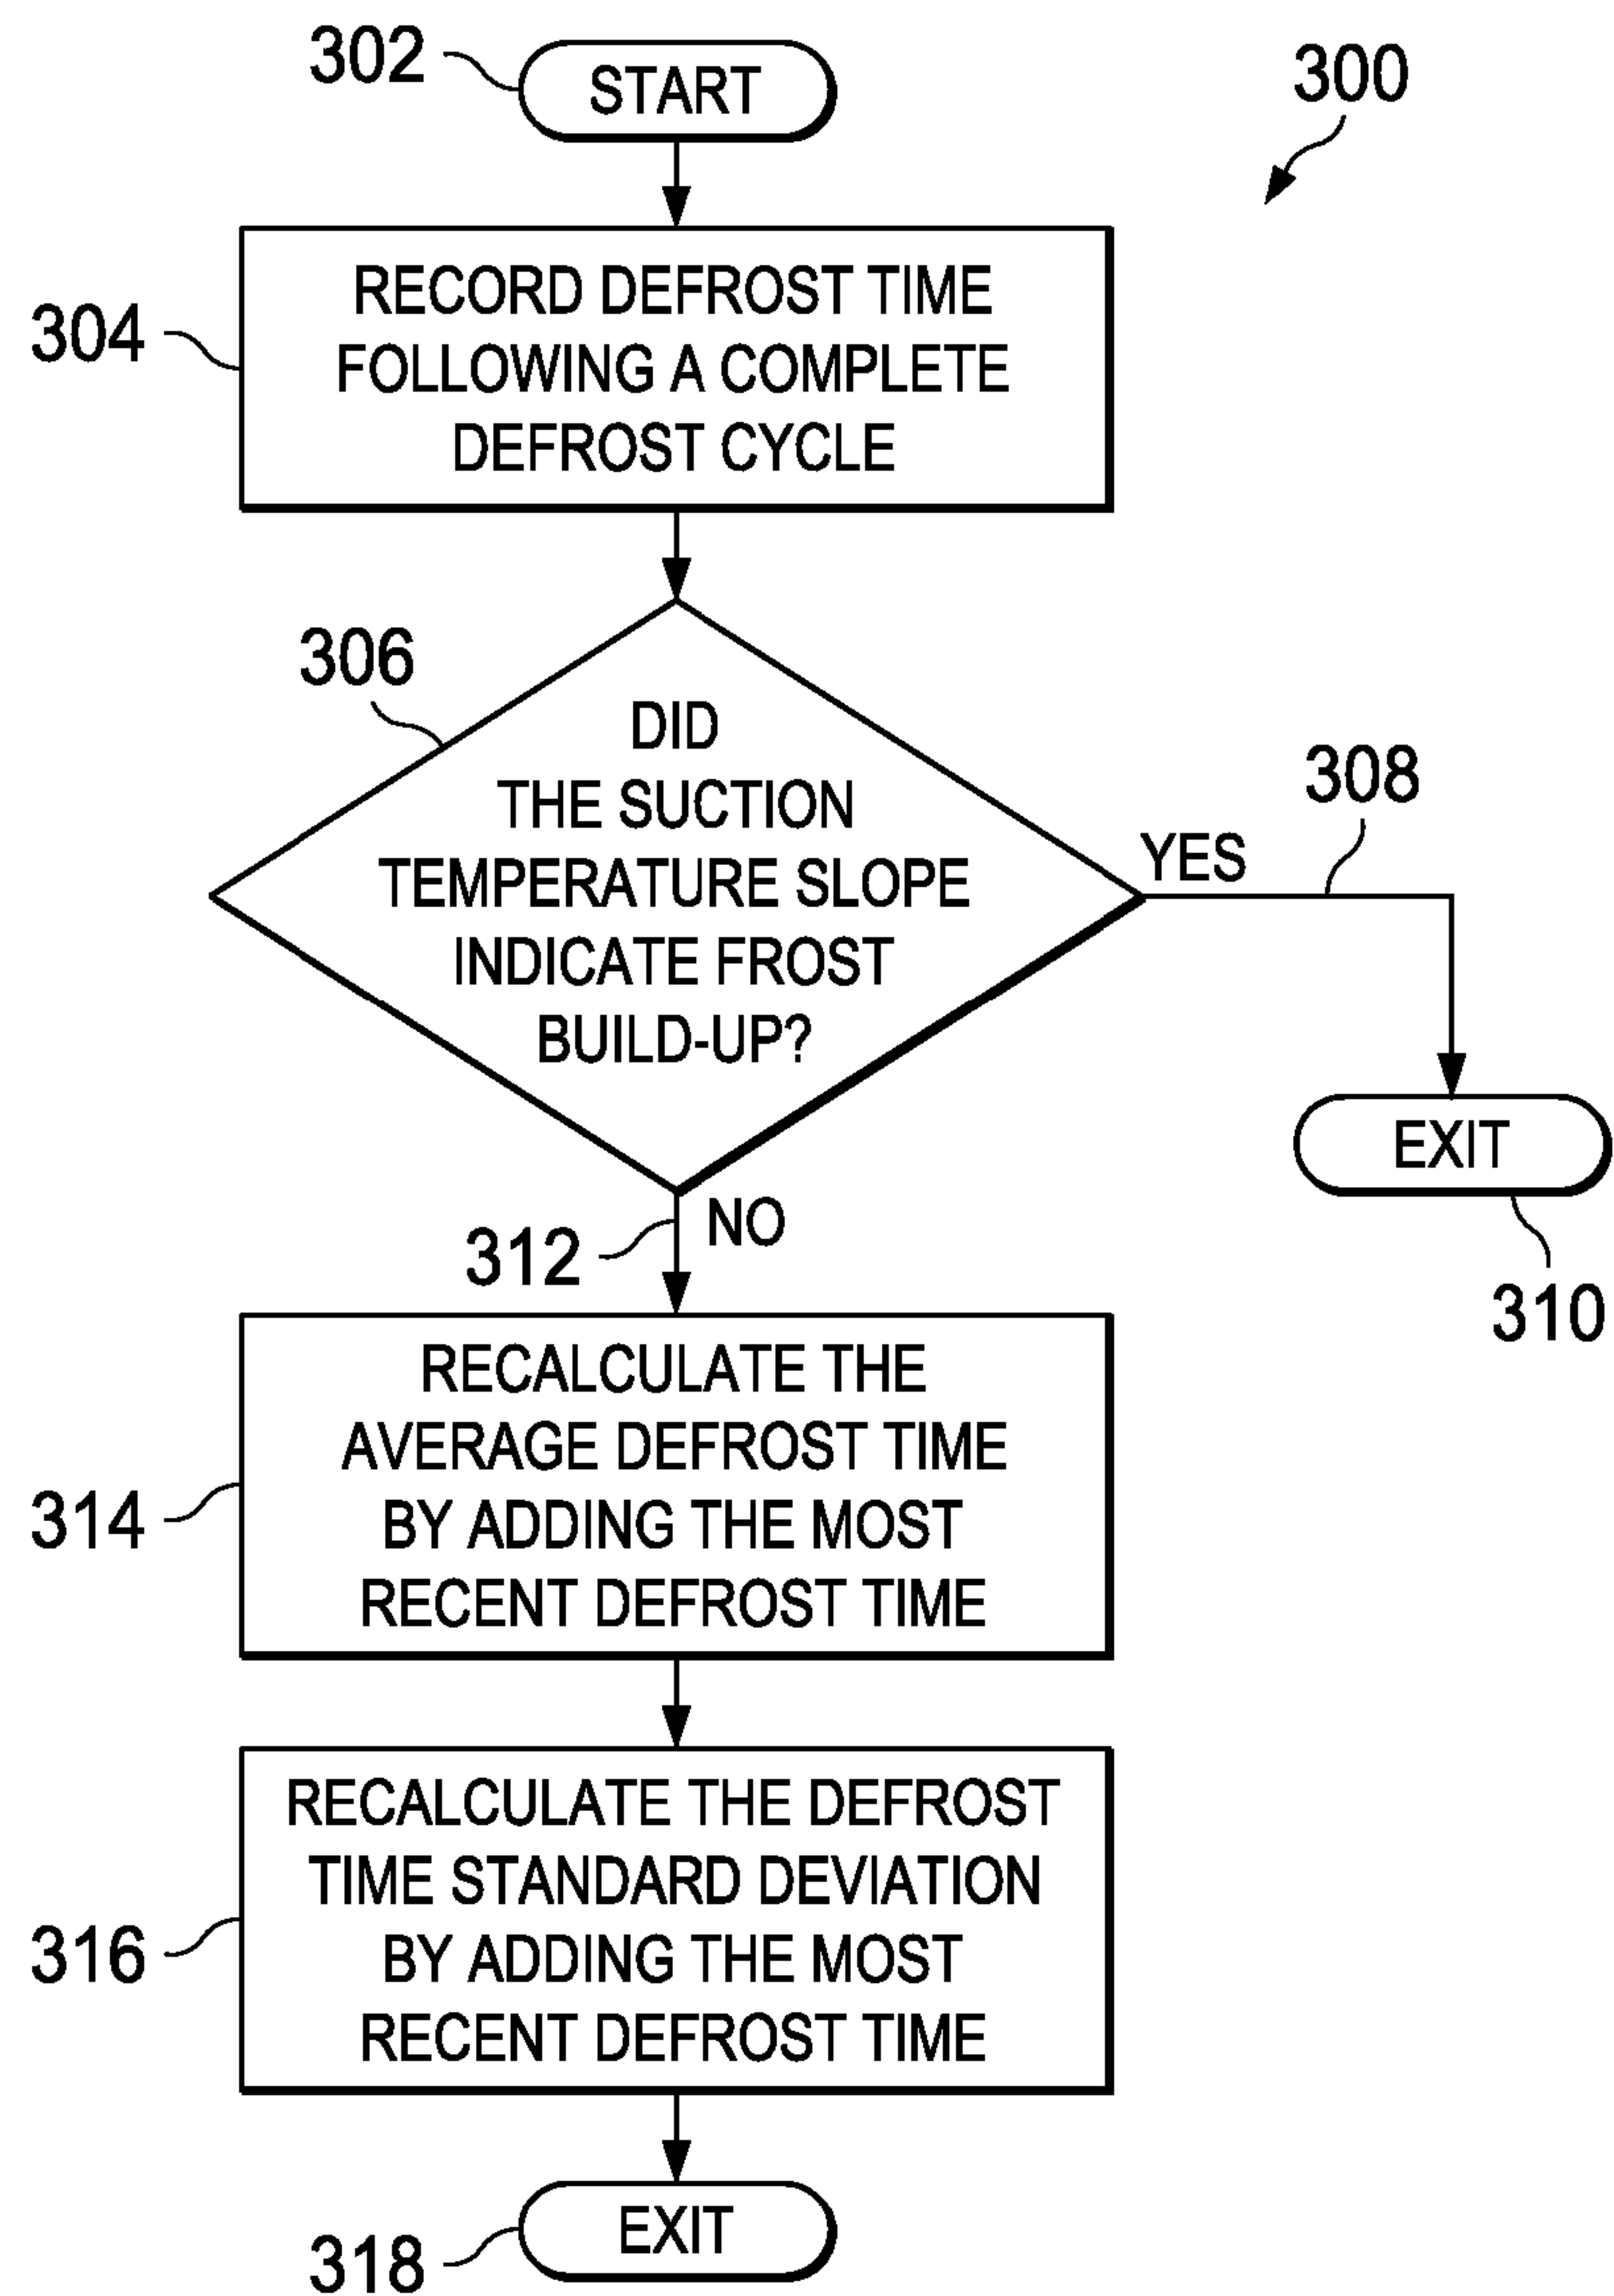 302
START
300
304
RECORD DEFROST TIME
FOLLOWING A COMPLETE
DEFROST CYCLE
306
DID
THE SUCTION
TEMPERATURE SLOPE
INDICATE FROST
BUILD-UP?
YES
308
EXIT
310
312
NO
314
RECALCULATE THE
AVERAGE DEFROST TIME
BY ADDING THE MOST
RECENT DEFROST TIME
316
RECALCULATE THE DEFROST
TIME STANDARD DEVIATION
BY ADDING THE MOST
RECENT DEFROST TIME
EXIT
318